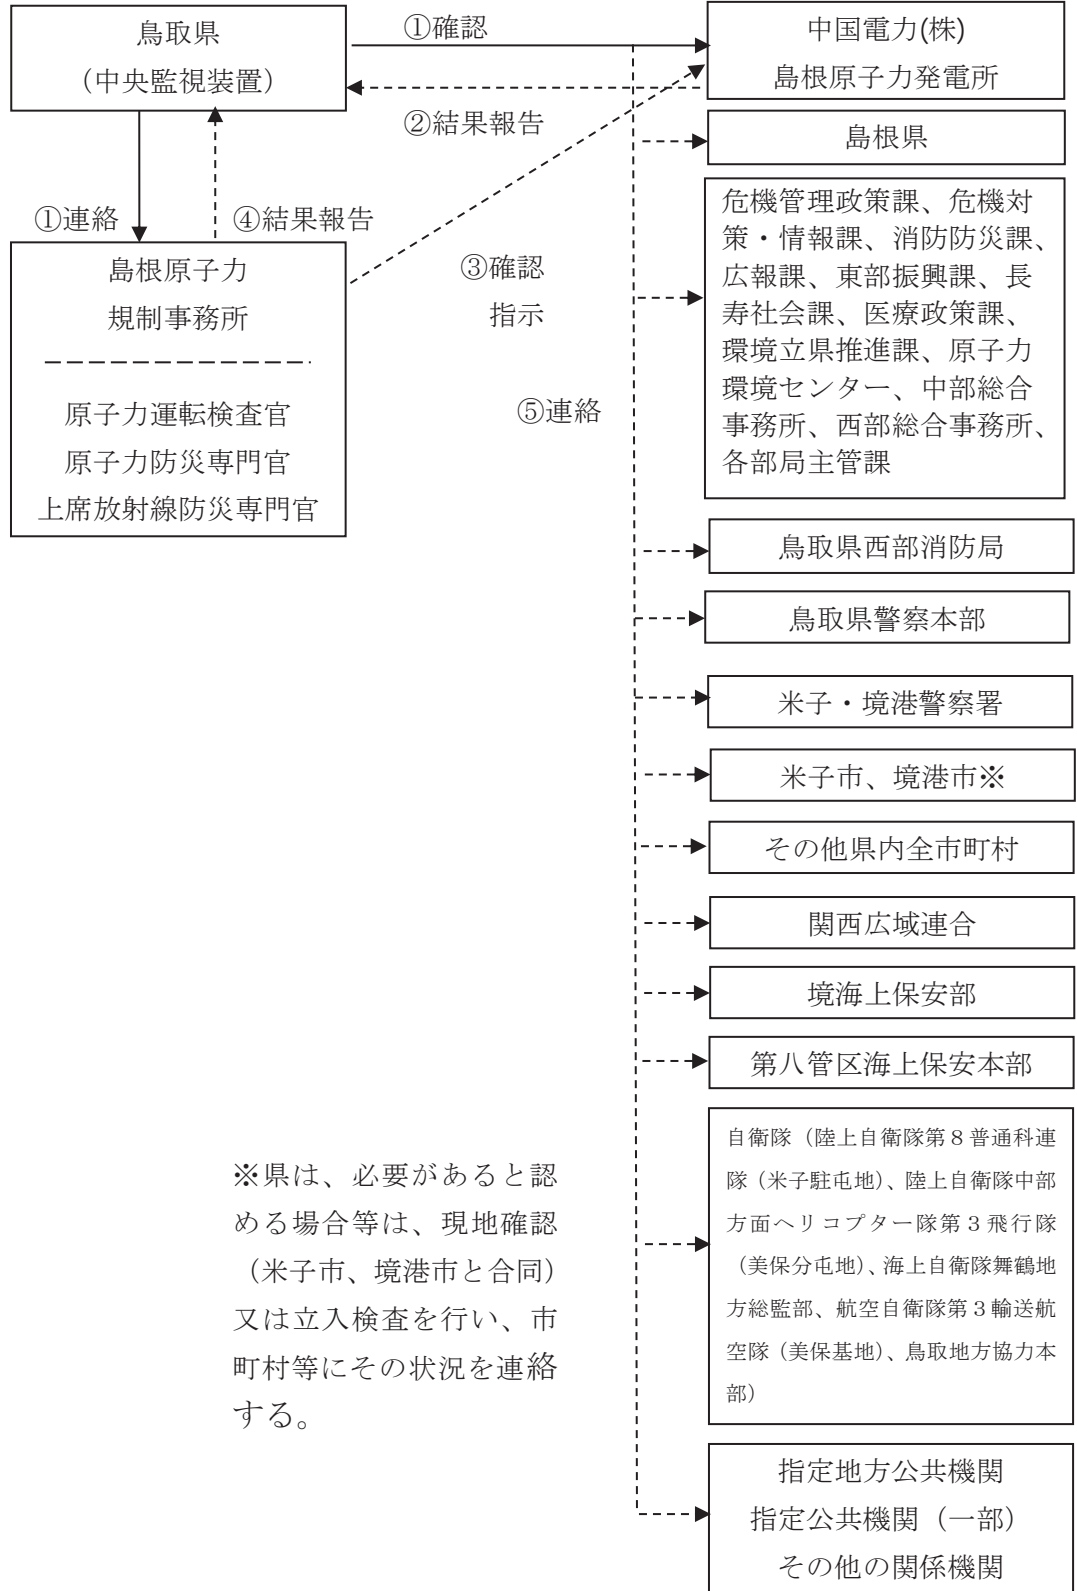 鳥取県
（中央監視装置）
①確認
②結果報告
中国電力(株)
島根原子力発電所
①連絡
④結果報告
島根原子力
規制事務所
原子力運転検査官
原子力防災専門官
上席放射線防災専門官
③確認
指示
⑤連絡
島根県
危機管理政策課、危機対
策・情報課、消防防災課、
広報課、東部振興課、長
寿社会課、医療政策課、
環境立県推進課、原子力
環境センター、中部総合
事務所、西部総合事務所、
各部局主管課
鳥取県西部消防局
鳥取県警察本部
米子・境港警察署
米子市、境港市※
その他県内全市町村
関西広域連合
境海上保安部
第八管区海上保安本部
自衛隊（陸上自衛隊第８普通科連
隊（米子駐屯地）、陸上自衛隊中部
方面ヘリコプター隊第３飛行隊
（美保分屯地）、海上自衛隊舞鶴地
方総監部、航空自衛隊第３輸送航
空隊（美保基地）、鳥取地方協力本
部）
指定地方公共機関
指定公共機関（一部）
その他の関係機関
※県は、必要があると認
める場合等は、現地確認
（米子市、境港市と合同）
又は立入検査を行い、市
町村等にその状況を連絡
する。